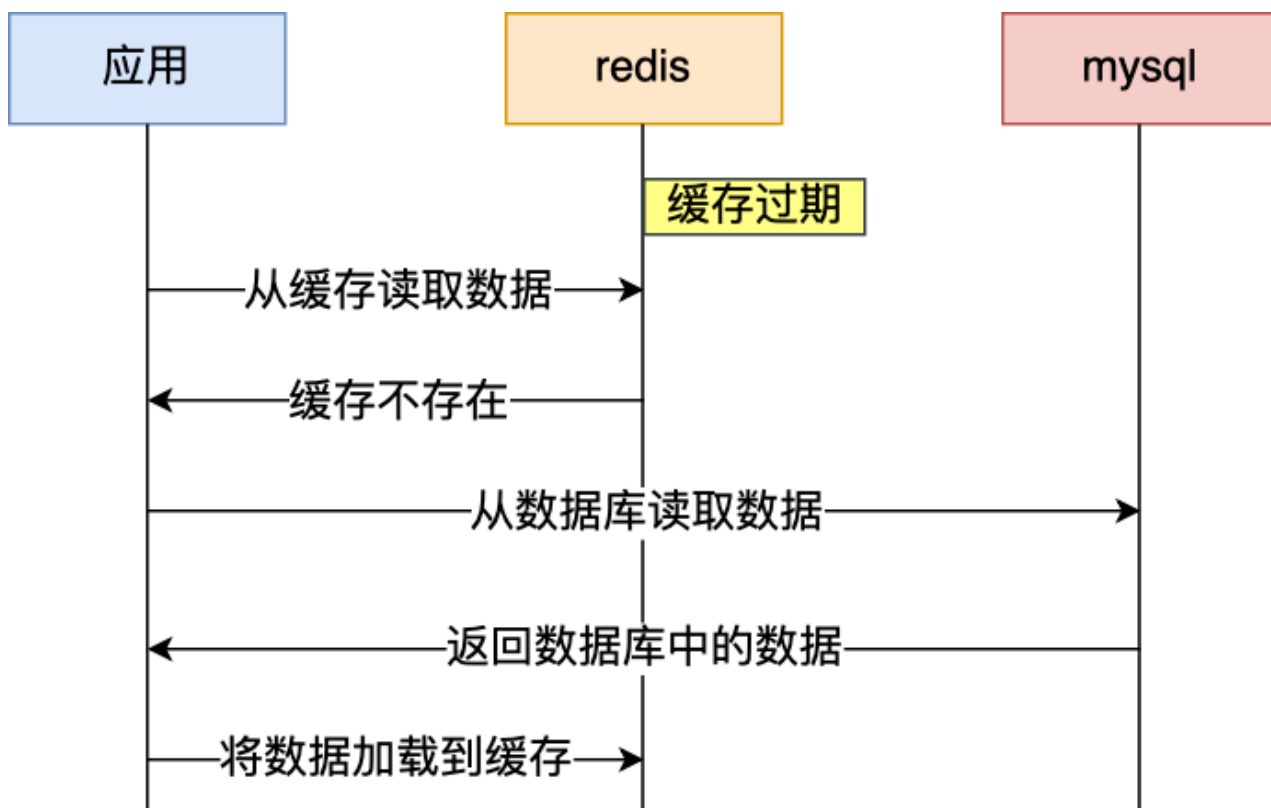 应用
redis
mysql
缓存过期
从缓存读取数据
缓存不存在
从数据库读取数据
返回数据库中的数据
将数据加载到缓存